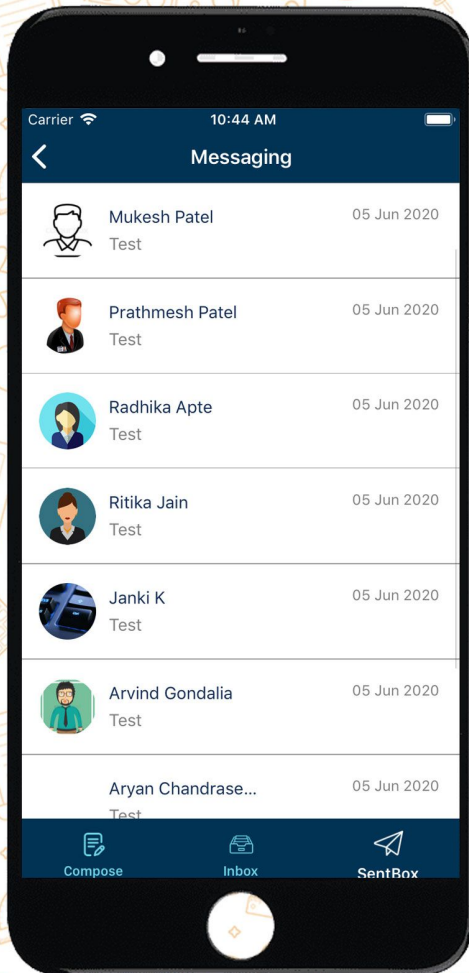 Carrier 10:44 AM
Messaging
Mukesh Patel 05 Jun 2020
Test
Prathmesh Patel 05 Jun 2020
Test
Radhika Apte 05 Jun 2020
Test
Ritika Jain 05 Jun 2020
Test
Janki K 05 Jun 2020
Test
Arvind Gondalia 05 Jun 2020
Test
Aryan Chandrase... 05 Jun 2020
Test
Compose Inbox SentBox